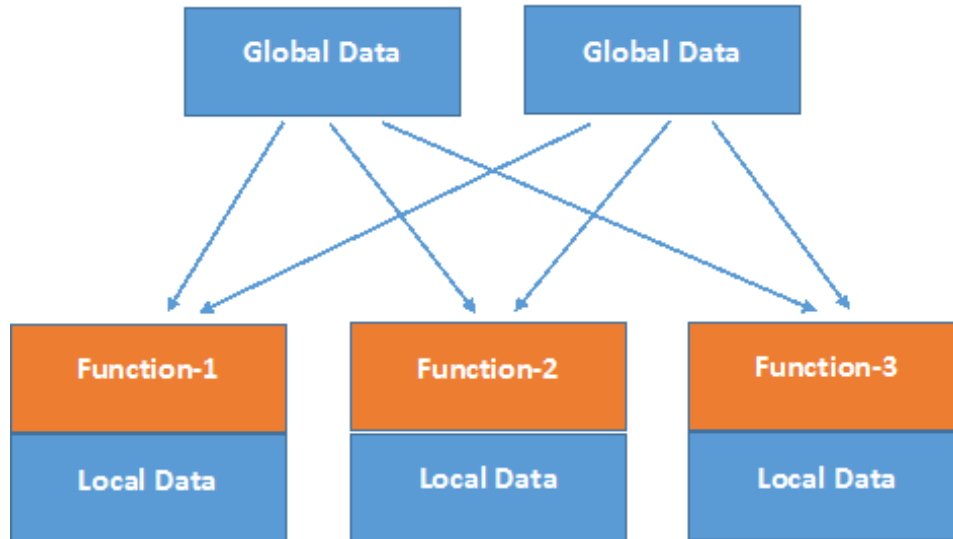 Global Data
Global Data
Function-1
Function-2
Function-3
Local Data
Local Data
Local Data